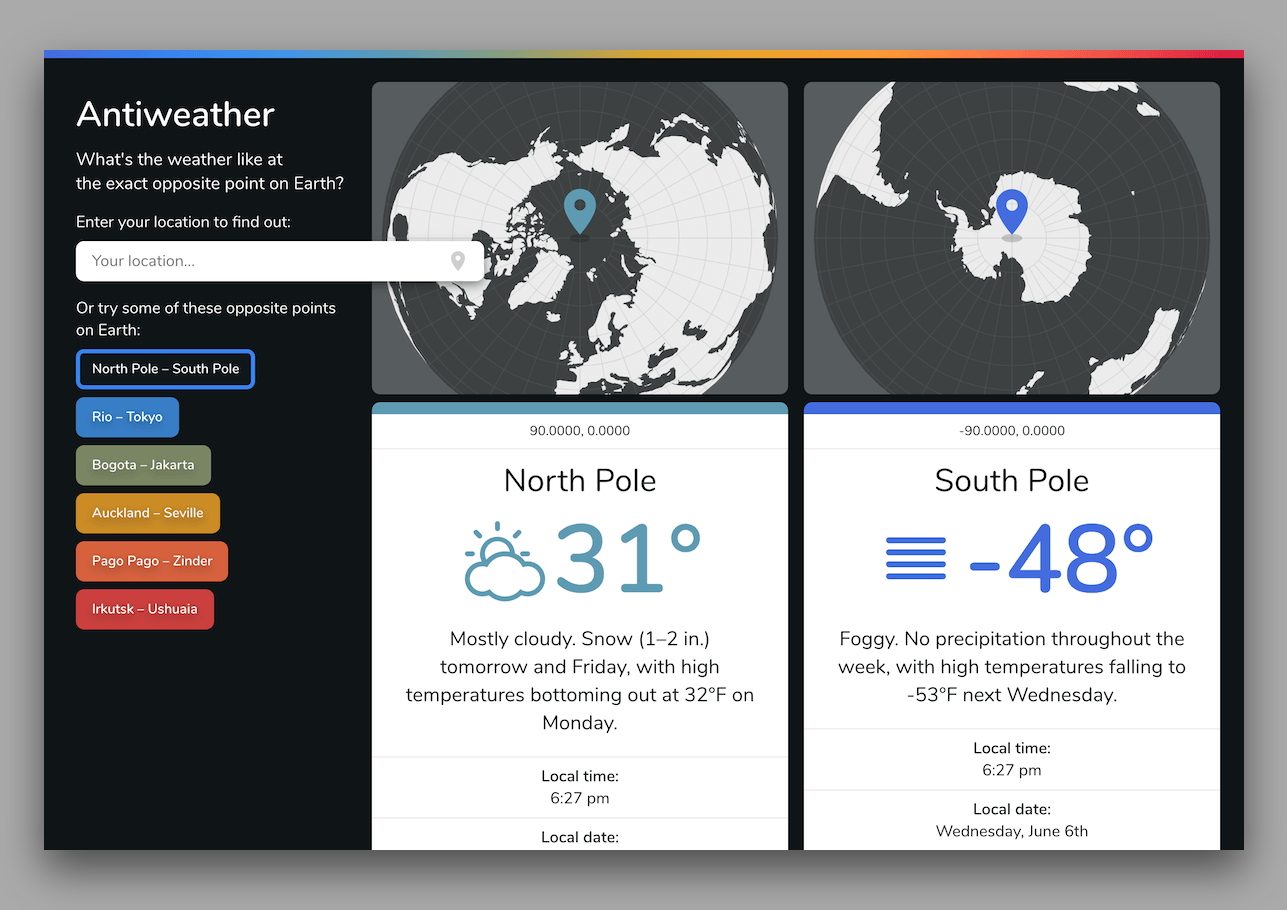 Antiweather
What's the weather like at
the exact opposite point on Earth?
Enter your location to find out:
Your location...
Or try some of these opposite points
on Earth:
North Pole – South Pole
Rio – Tokyo
Bogota – Jakarta
Auckland – Seville
Pago Pago – Zinder
Irkutsk – Ushuaia
90.0000, 0.0000
North Pole
31°
Mostly cloudy. Snow (1–2 in.)
tomorrow and Friday, with high
temperatures bottoming out at 32°F on
Monday.
Local time:
6:27 pm
Local date:
-90.0000, 0.0000
South Pole
-48°
Foggy. No precipitation throughout the
week, with high temperatures falling to
-53°F next Wednesday.
Local time:
6:27 pm
Local date:
Wednesday, June 6th